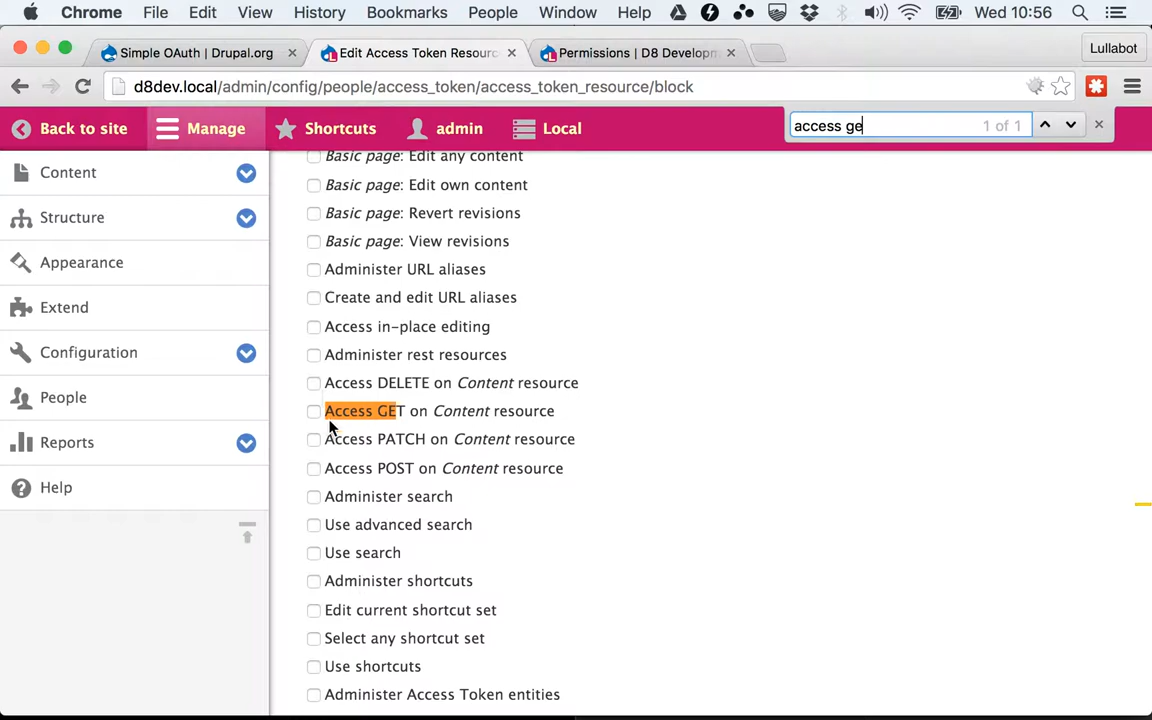 Chrome File Edit View History Bookmarks People Window Help Wed 10:56
Simple OAuth | Drupal.org Edit Access Token Resourc Permissions | D8 Developm Lullabot
d8dev.local/admin/config/people/access_token/access_token_resource/block
Back to site Manage Shortcuts admin Local access ge 1 of 1
Content
Structure
Appearance
Extend
Configuration
People
Reports
Help
Basic page: Edit any content
Basic page: Edit own content
Basic page: Revert revisions
Basic page: View revisions
Administer URL aliases
Create and edit URL aliases
Access in-place editing
Administer rest resources
Access DELETE on Content resource
Access GET on Content resource
Access PATCH on Content resource
Access POST on Content resource
Administer search
Use advanced search
Use search
Administer shortcuts
Edit current shortcut set
Select any shortcut set
Use shortcuts
Administer Access Token entities